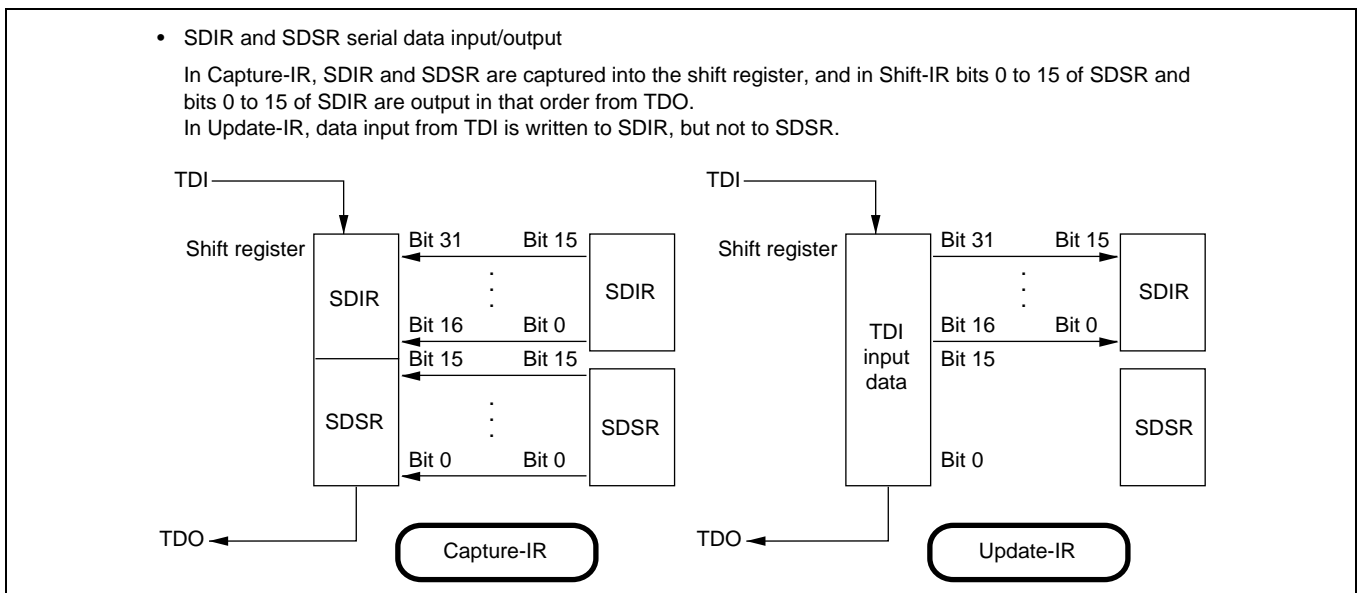 • SDIR and SDSR serial data input/output
In Capture-IR, SDIR and SDSR are captured into the shift register, and in Shift-IR bits 0 to 15 of SDSR and
bits 0 to 15 of SDIR are output in that order from TDO.
In Update-IR, data input from TDI is written to SDIR, but not to SDSR.
TDI
Shift register
Bit 31 Bit 15
SDIR
SDIR
Bit 16 Bit 0
Bit 15 Bit 15
SDSR
SDSR
Bit 0 Bit 0
TDO
Capture-IR
TDI
Shift register
Bit 31 Bit 15
SDIR
TDI
input
data
Bit 16 Bit 0
Bit 15
SDSR
Bit 0
TDO
Update-IR